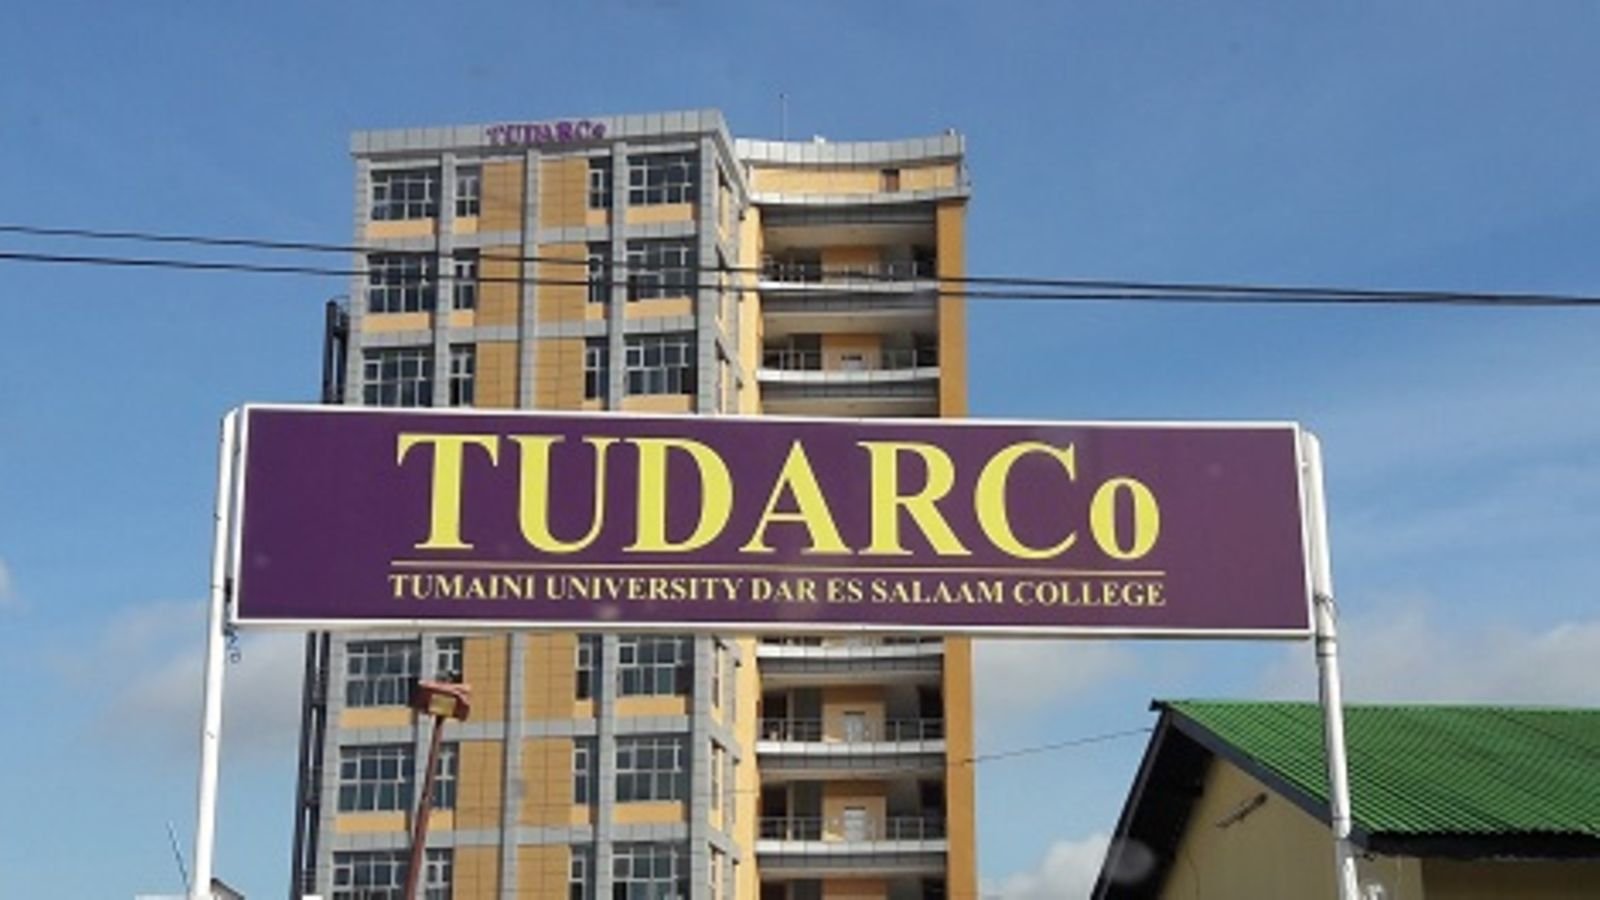 TUDARCo
TUDARCo
TUMAINI UNIVERSITY DAR ES SALAAM COLLEGE